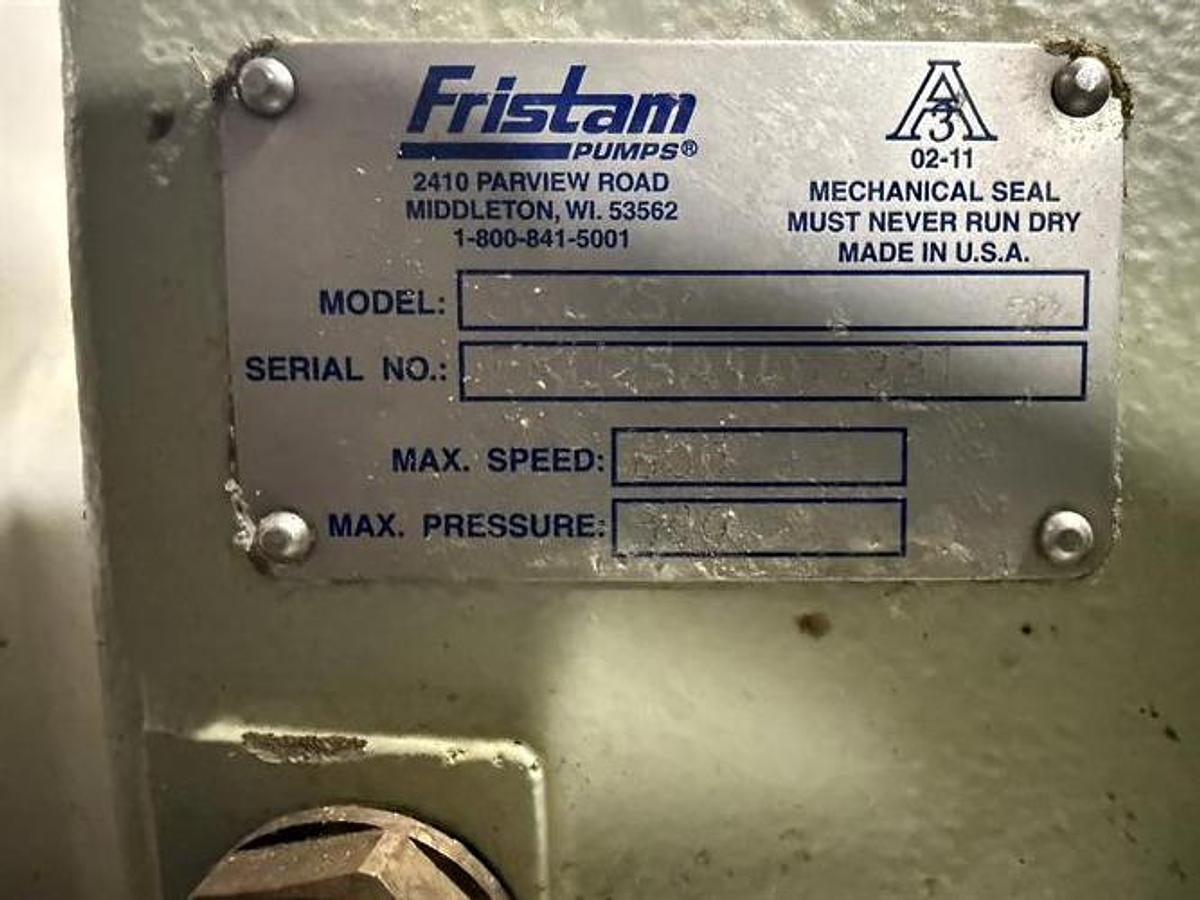 Fristam
PUMPS®
2410 PARVIEW ROAD
MIDDLETON, WI. 53562
1-800-841-5001
A
3
02-11
MECHANICAL SEAL
MUST NEVER RUN DRY
MADE IN U.S.A.
MODEL:
SERIAL NO.:
MAX. SPEED:
MAX. PRESSURE: